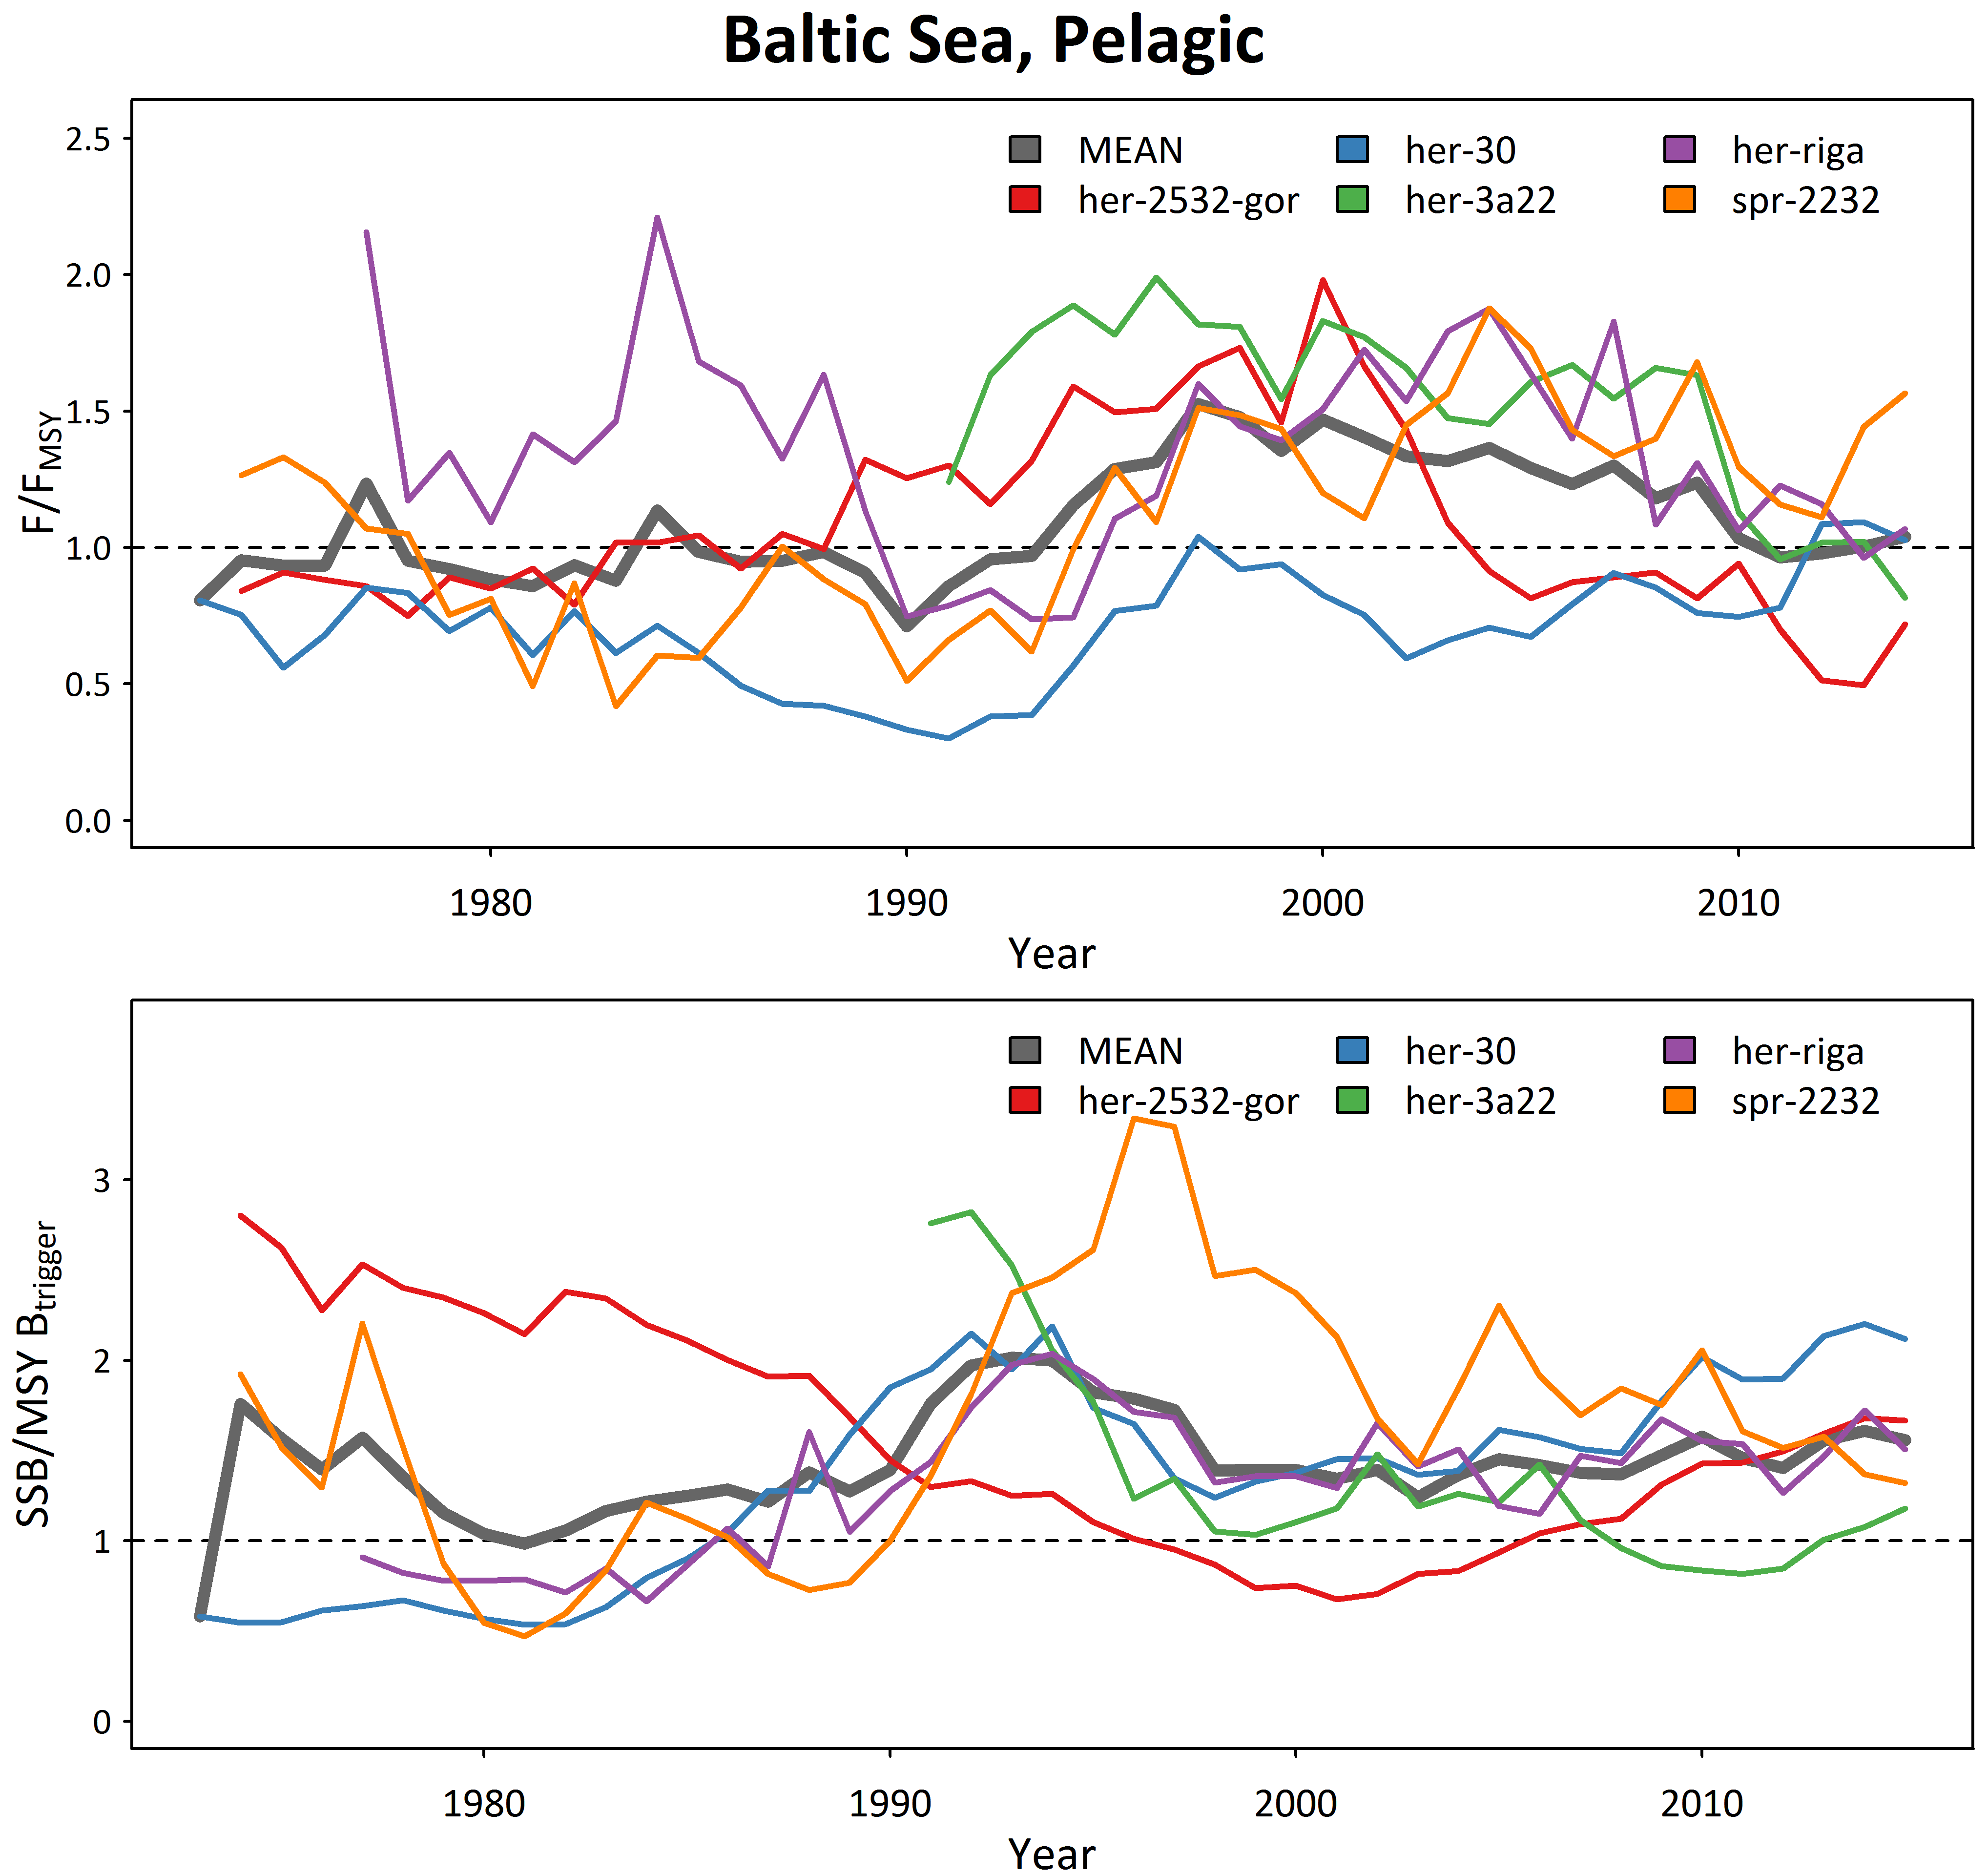 Baltic Sea, Pelagic
2.5
2.0
1.5
1.0
0.5
0.0
F/FMSY
MEAN her-30 her-riga
her-2532-gor her-3a22 spr-2232
1980 1990 2000 2010
Year
3
2
1
0
SSB/MSY Btrigger
MEAN her-30 her-riga
her-2532-gor her-3a22 spr-2232
1980 1990 2000 2010
Year